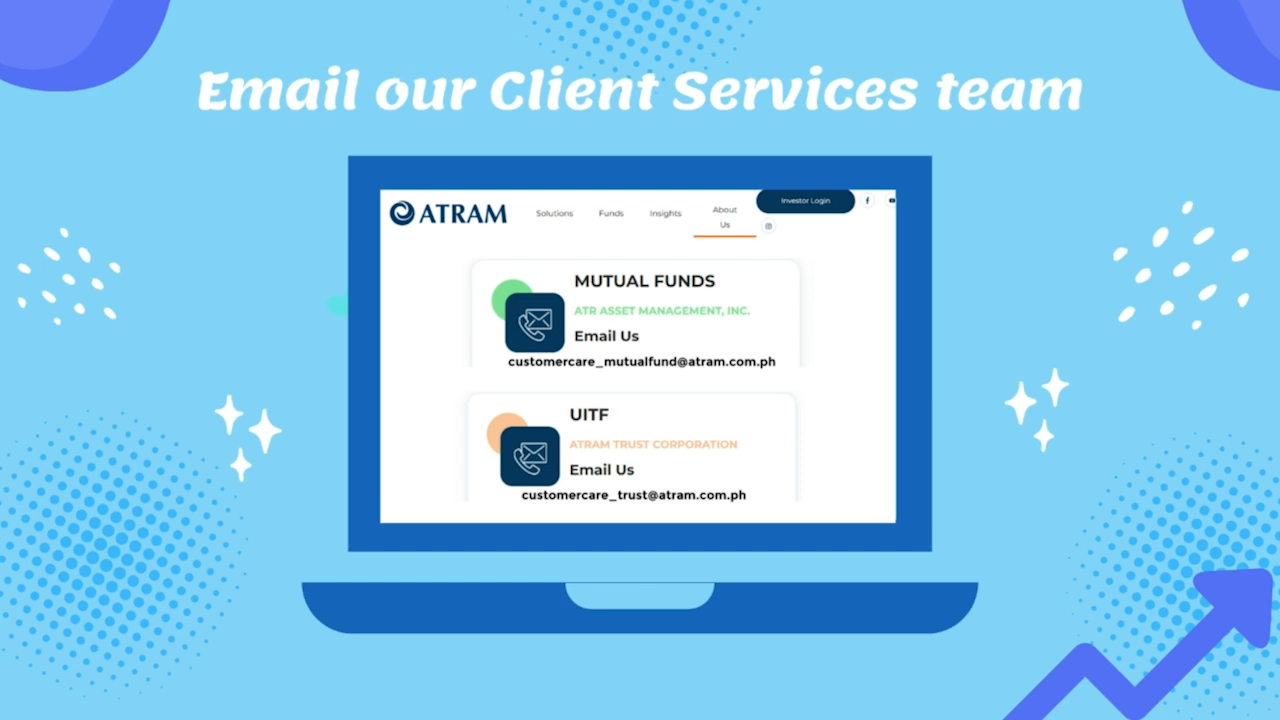 Email our Client Services team
ATRAM
Solutions
Funds
Insights
About
Us
Investor Login
MUTUAL FUNDS
ATR ASSET MANAGEMENT, INC.
Email Us
customercare_mutualfund@atram.com.ph
UITF
ATRAM TRUST CORPORATION
Email Us
customercare_trust@atram.com.ph